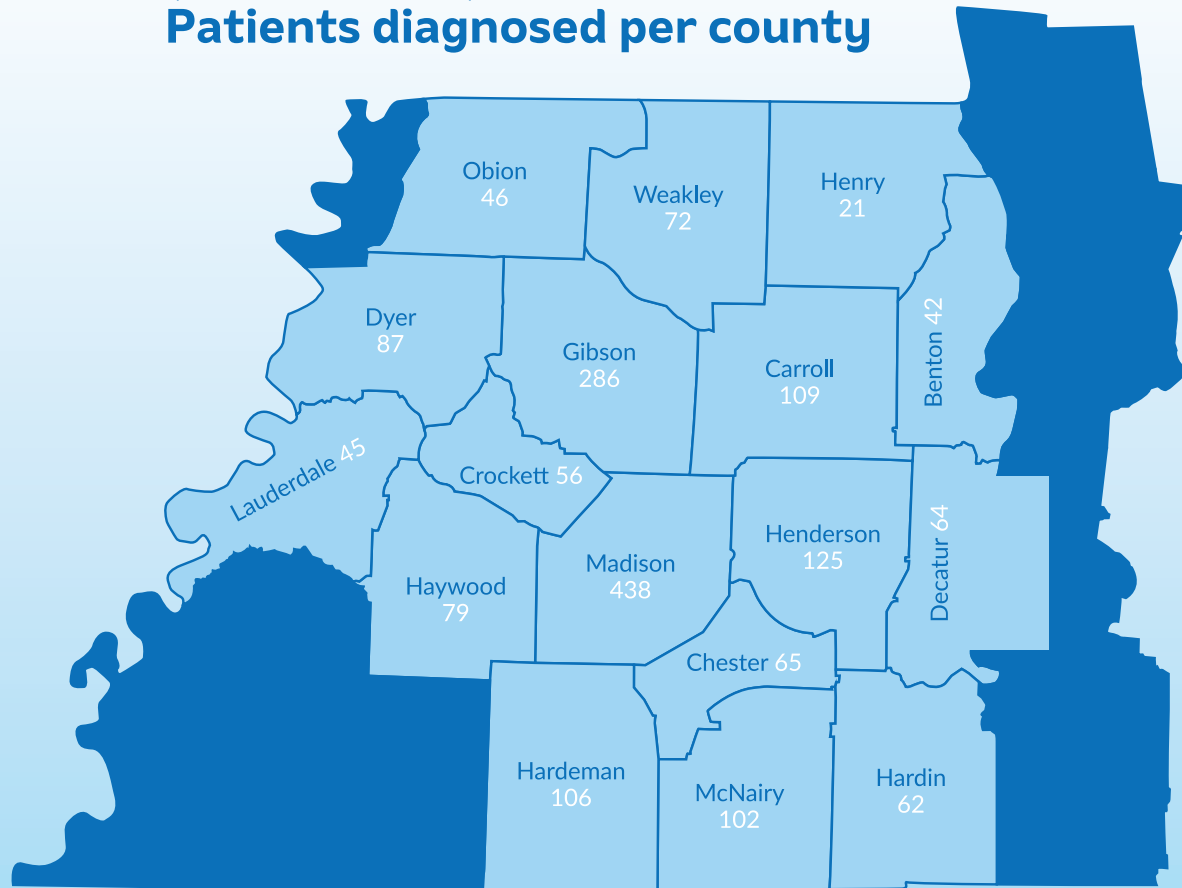 Patients diagnosed per county
Obion
46
Weakley
72
Henry
21
Dyer
87
Gibson
286
Carroll
109
Benton 42
Lauderdale 45
Crockett 56
Haywood
79
Madison
438
Henderson
125
Decatur 64
Chester 65
Hardeman
106
McNairy
102
Hardin
62